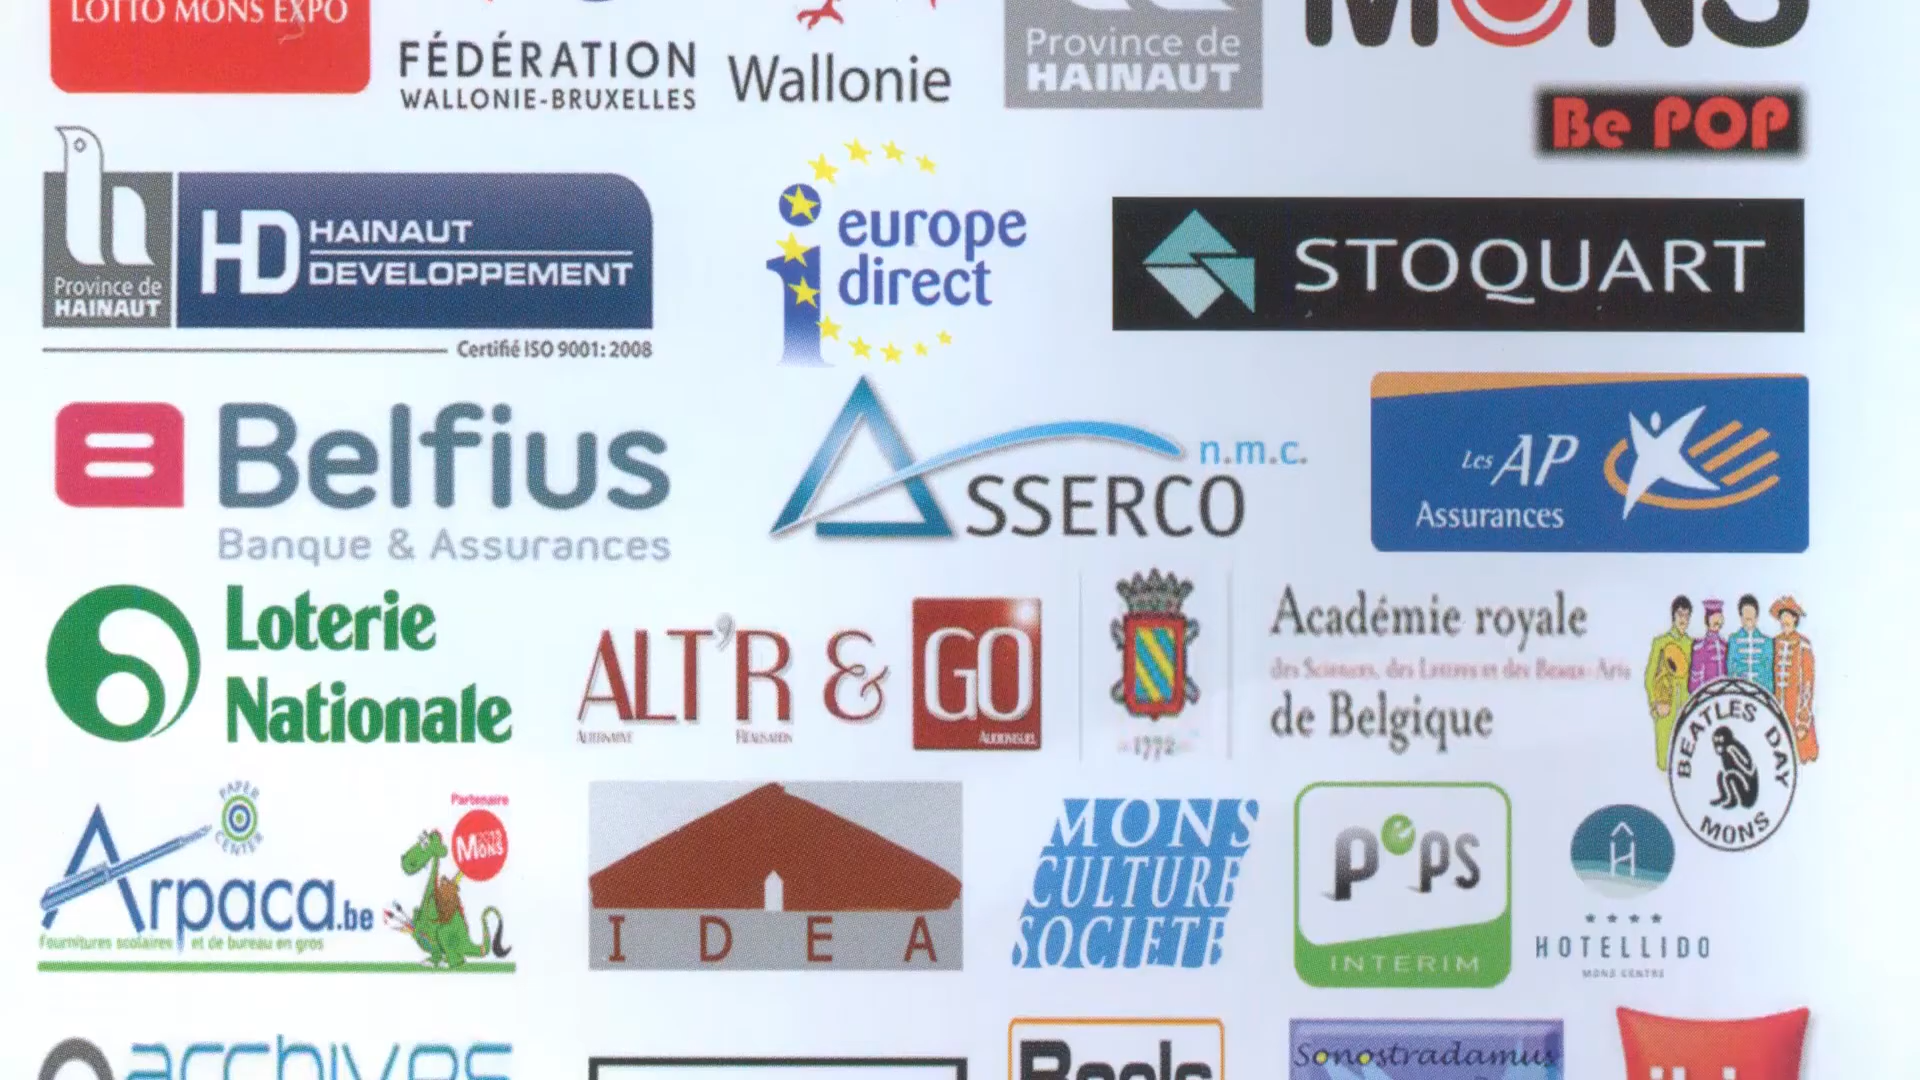 LOTTO MONS EXPO
FÉDÉRATION
WALLONIE-BRUXELLES
Wallonie
Province de
HAINAUT
MONS
Be POP
Province de
HAINAUT
HD HAINAUT
DEVELOPPEMENT
Certifié ISO 9001: 2008
europe
direct
STOQUART
Belfius
Banque & Assurances
ASSERCO
n.m.c.
Les AP
Assurances
Loterie
Nationale
ALT'R & GO
ALTERNATIVE RÉALISATION AUDIOVISUEL
1772
Académie royale
des Sciences, des Lettres et des Beaux-Arts
de Belgique
BEATLES DAY
MONS
PAPER
CENTER
Arpaca.be
Fournitures scolaires et de bureau en gros
Partenaire
MONS
IDEA
MONS
CULTURE
SOCIETE
peps
INTERIM
HOTELLIDO
MONS CENTRE
archives
Sonostradamus